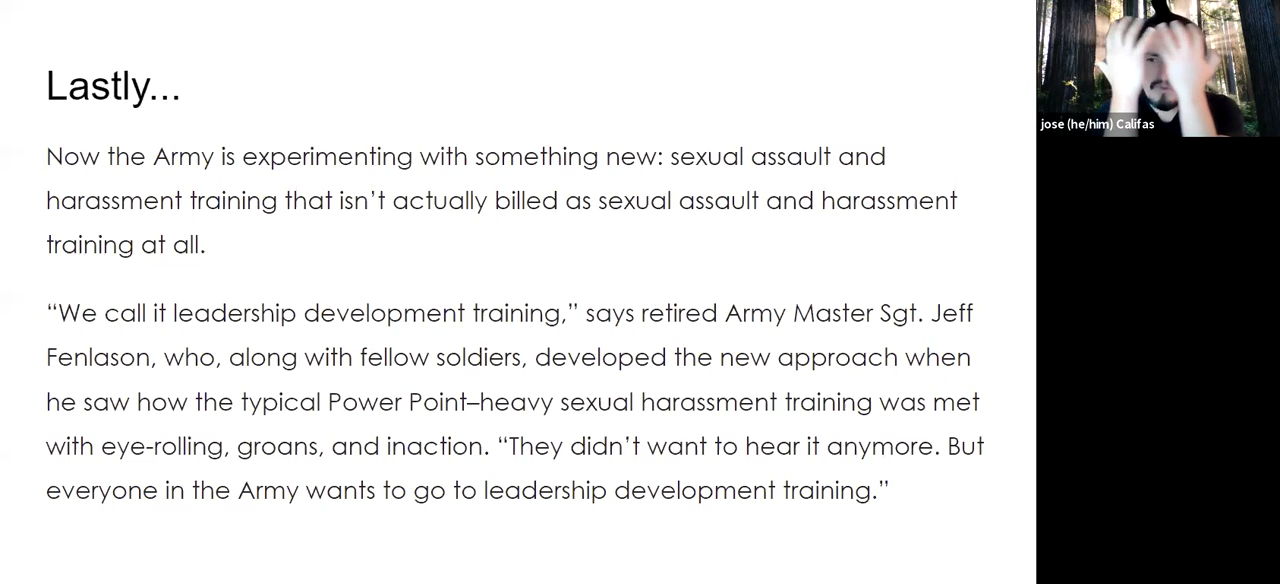 Lastly...
Now the Army is experimenting with something new: sexual assault and
harassment training that isn’t actually billed as sexual assault and harassment
training at all.
“We call it leadership development training,” says retired Army Master Sgt. Jeff
Fenlason, who, along with fellow soldiers, developed the new approach when
he saw how the typical Power Point–heavy sexual harassment training was met
with eye-rolling, groans, and inaction. “They didn’t want to hear it anymore. But
everyone in the Army wants to go to leadership development training.”
jose (he/him) Califas